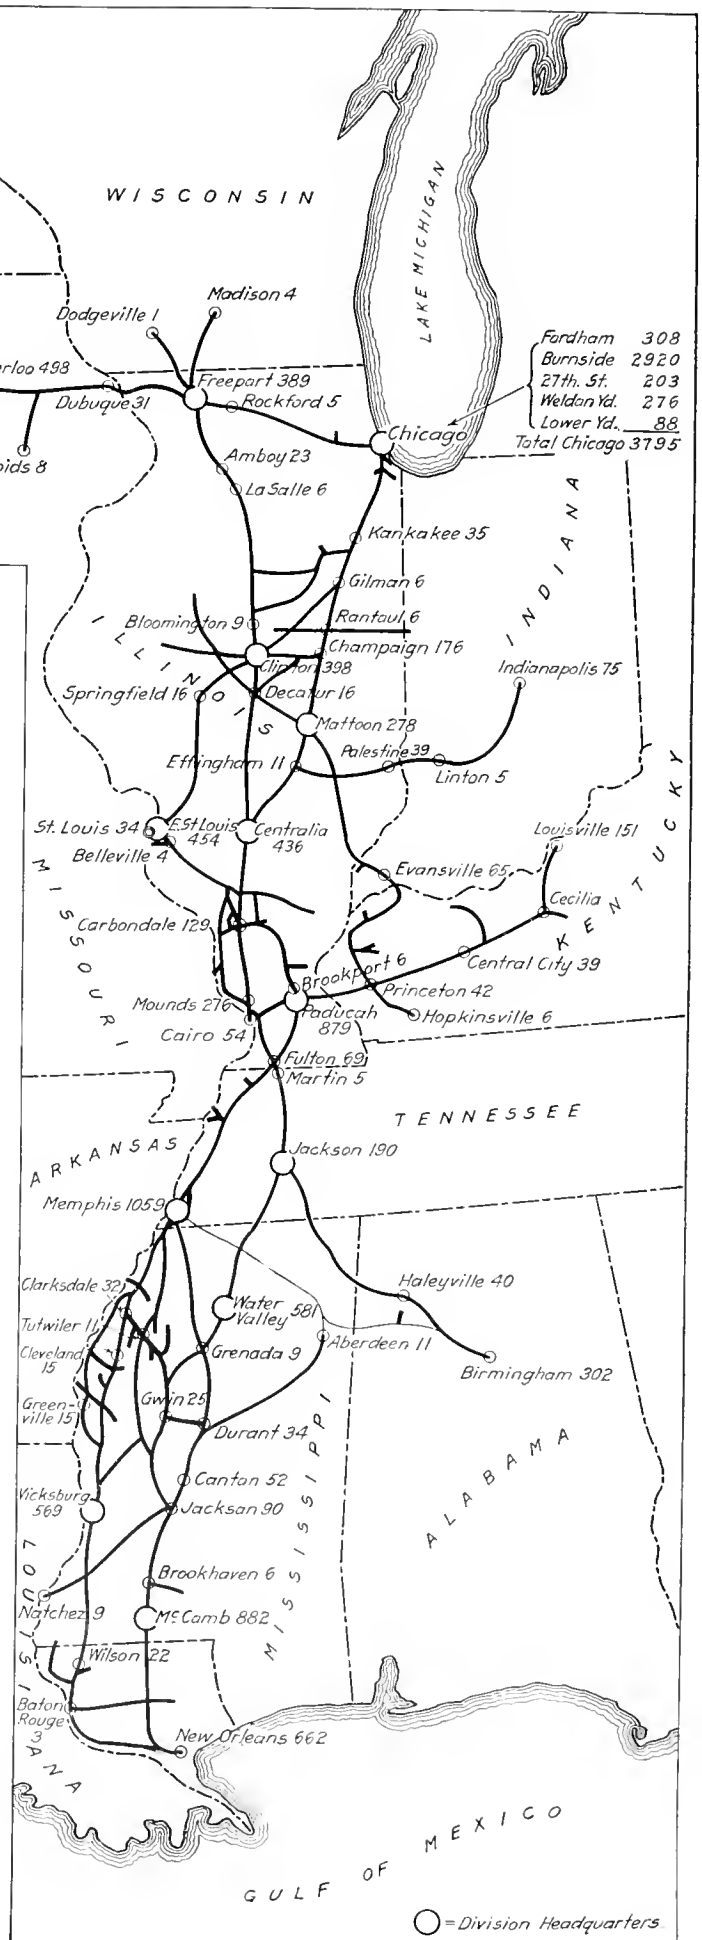 WISCONSIN
LAKE MICHIGAN
Madison 4
Dodgeville 1
Fordham 308
Burnside 2920
27th. St. 203
Weldon Yd. 276
Lower Yd. 88
Total Chicago 3795
rloo 498
Freeport 389
Dubuque 31
Rockford 5
Chicago
Amboy 23
oids 8
LaSalle 6
INDIANA
Kankakee 35
Gilman 6
ILLINOIS
Bloomington 9
Rantoul 6
Champaign 176
Clinton 398
Indianapolis 75
Springfield 16
Decatur 16
Mattoon 278
Effingham 11
Palestine 39
Linton 5
KENTUCKY
St. Louis 34
E. St Louis
454
Centralia
436
Louisville 151
Belleville 4
MISSOURI
Evansville 65
Cecilia
Carbondale 129
Central City 39
Brookport 6
Princeton 42
Mounds 276
Paducah
879
Hopkinsville 6
Cairo 54
Fulton 69
Martin 5
TENNESSEE
ARKANSAS
Jackson 190
Memphis 1059
Clarksdale 32
Haleyville 40
Water
Valley 581
Tutwiler 11
Aberdeen 11
Cleveland
15
Grenada 9
Birmingham 302
Green-
ville 15
Gwin 25
Durant 34
MISSISSIPPI
ALABAMA
Canton 52
Vicksburg
569
Jackson 90
LOUISIANA
Brookhaven 6
Natchez 9
McComb 882
Wilson 22
Baton
Rouge
3
New Orleans 662
GULF OF MEXICO
= Division Headquarters